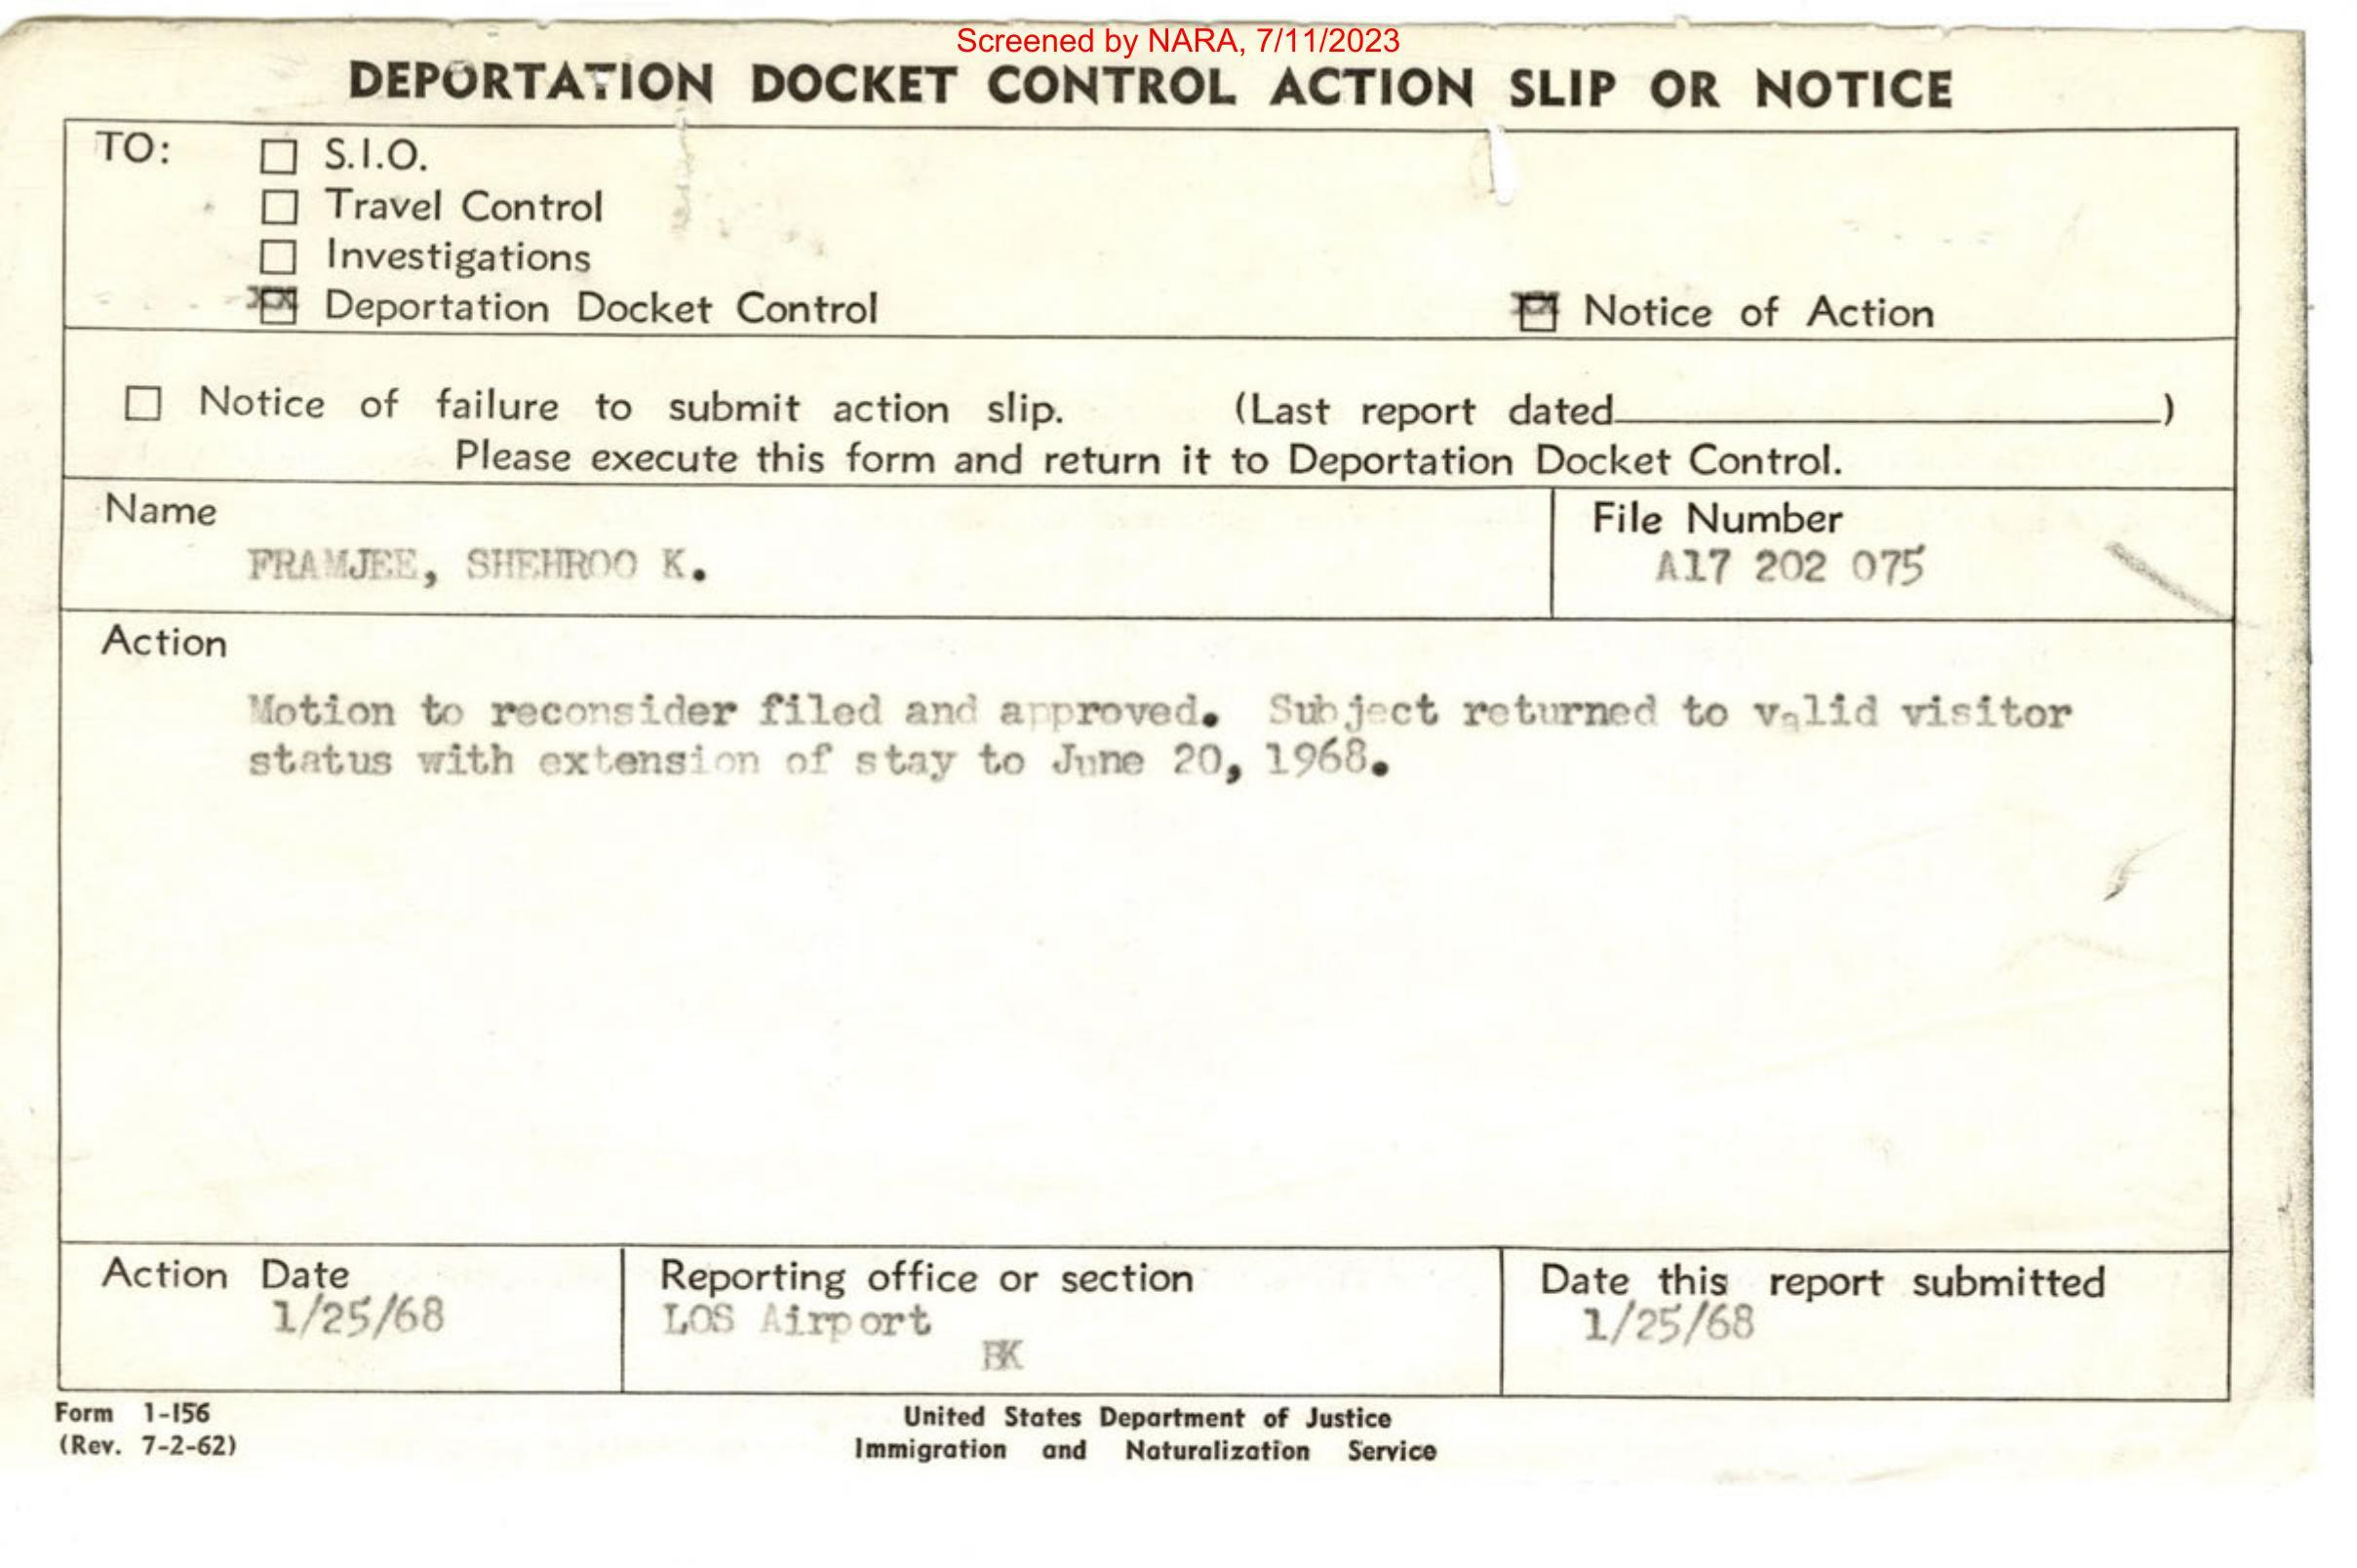 Screened by NARA, 7/11/2023
DEPORTATION DOCKET CONTROL ACTION SLIP OR NOTICE
TO: ☐ S.I.O.
☐ Travel Control
☐ Investigations
XX☐ Deportation Docket Control XX☐ Notice of Action
☐ Notice of failure to submit action slip. (Last report dated____________)
Please execute this form and return it to Deportation Docket Control.
Name File Number
FRAMJEE, SHEHROO K. A17 202 075
Action
Motion to reconsider filed and approved. Subject returned to valid visitor
status with extension of stay to June 20, 1968.
Action Date Reporting office or section Date this report submitted
1/25/68 LOS Airport 1/25/68
BK
Form 1-156 United States Department of Justice
(Rev. 7-2-62) Immigration and Naturalization Service